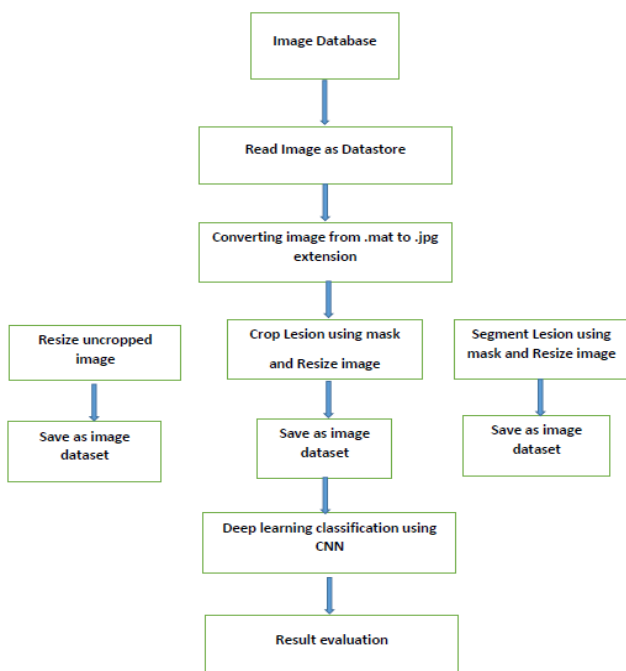 Image Database
Read Image as Datastore
Converting image from .mat to .jpg
extension
Resize uncropped
image
Crop Lesion using mask
and Resize image
Segment Lesion using
mask and Resize image
Save as image
dataset
Save as image
dataset
Save as image
dataset
Deep learning classification using
CNN
Result evaluation